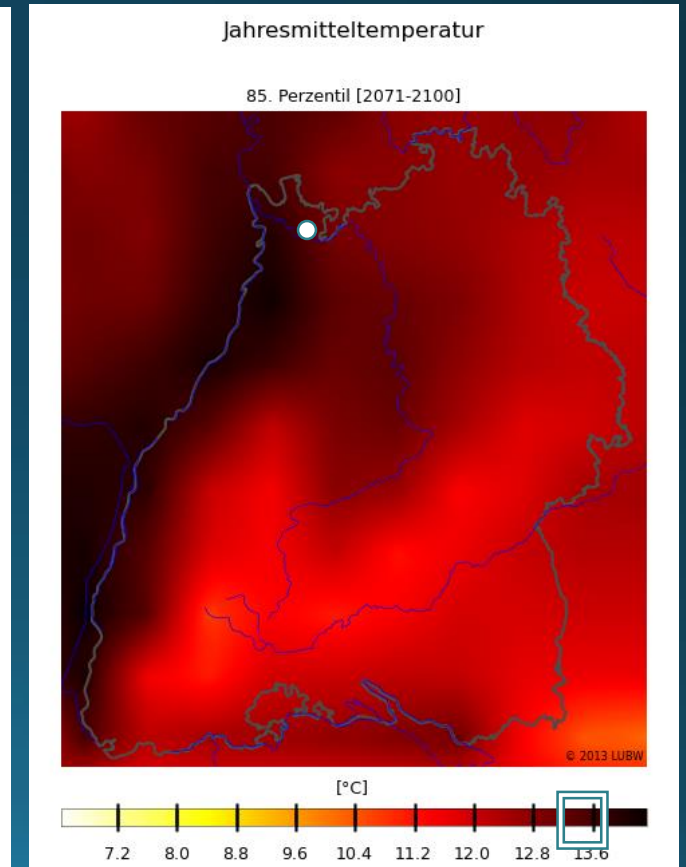 Jahresmitteltemperatur
85. Perzentil [2071-2100]
© 2013 LUBW
[°C]
7.2 8.0 8.8 9.6 10.4 11.2 12.0 12.8 13.6